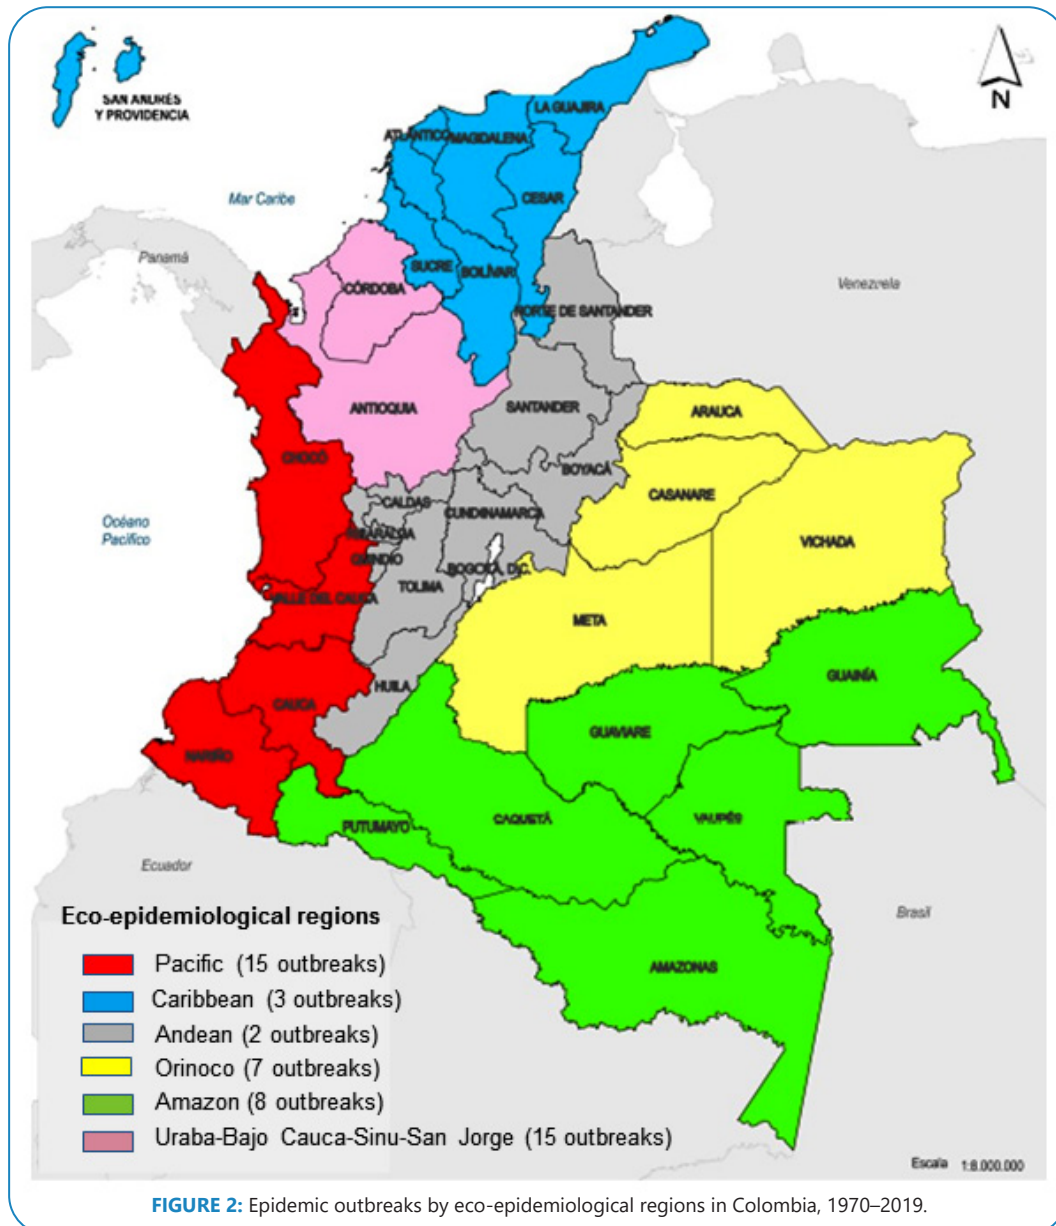 SAN ANDRÉS
Y PROVIDENCIA
N
LA GUAJIRA
ATLÁNTICO
MAGDALENA
CESAR
Mar Caribe
Panamá
SUCRE
BOLÍVAR
CÓRDOBA
NORTE DE SANTANDER
Venezuela
ANTIOQUIA
SANTANDER
ARAUCA
CHOCÓ
BOYACÁ
CASANARE
CALDAS
CUNDINAMARCA
Océano
Pacífico
RISARALDA
QUINDIO
VICHADA
BOGOTÁ, D.C.
TOLIMA
VALLE DEL CAUCA
META
HUILA
GUAINÍA
CAUCA
GUAVIARE
NARIÑO
PUTUMAYO
CAQUETÁ
VAUPÉS
Ecuador
Brasil
AMAZONAS
Eco-epidemiological regions
Pacific (15 outbreaks)
Caribbean (3 outbreaks)
Andean (2 outbreaks)
Orinoco (7 outbreaks)
Amazon (8 outbreaks)
Uraba-Bajo Cauca-Sinu-San Jorge (15 outbreaks)
Escala 1:8.000.000
FIGURE 2: Epidemic outbreaks by eco-epidemiological regions in Colombia, 1970–2019.